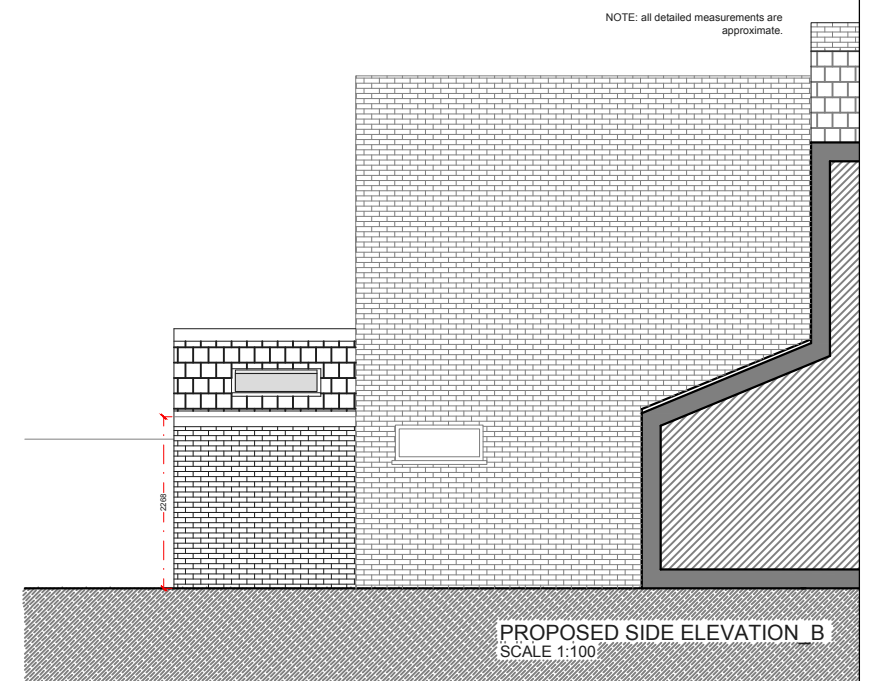 NOTE: all detailed measurements are
approximate.
2268
PROPOSED SIDE ELEVATION_B
SCALE 1:100